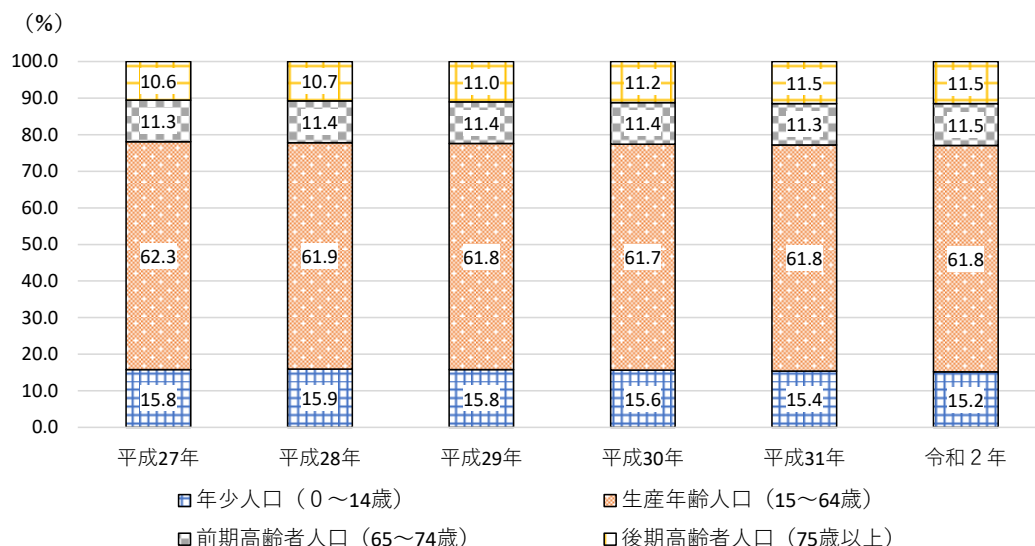 （%）
100.0
90.0
80.0
70.0
60.0
50.0
40.0
30.0
20.0
10.0
0.0
10.6 10.7 11.0 11.2 11.5 11.5
11.3 11.4 11.4 11.4 11.3 11.5
62.3 61.9 61.8 61.7 61.8 61.8
15.8 15.9 15.8 15.6 15.4 15.2
平成27年 平成28年 平成29年 平成30年 平成31年 令和２年
年少人口（０～14歳） 生産年齢人口（15～64歳）
前期高齢者人口（65～74歳） 後期高齢者人口（75歳以上）